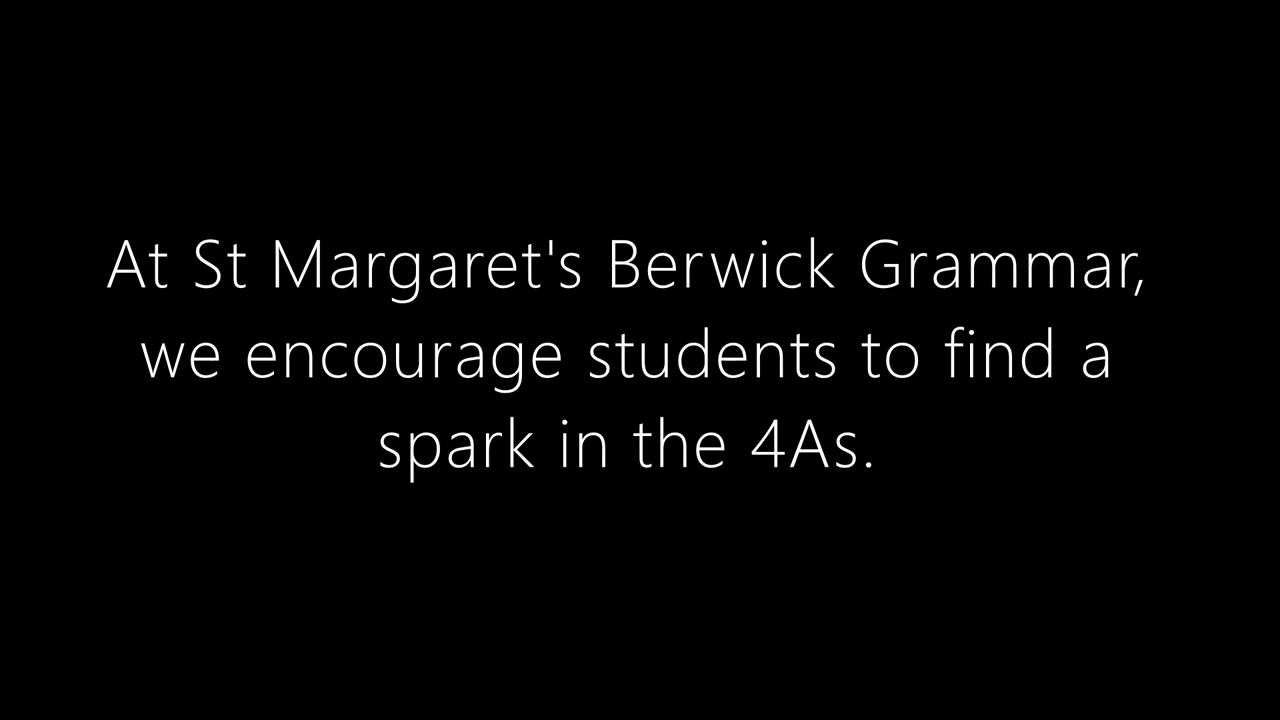 At St Margaret's Berwick Grammar,
we encourage students to find a
spark in the 4As.